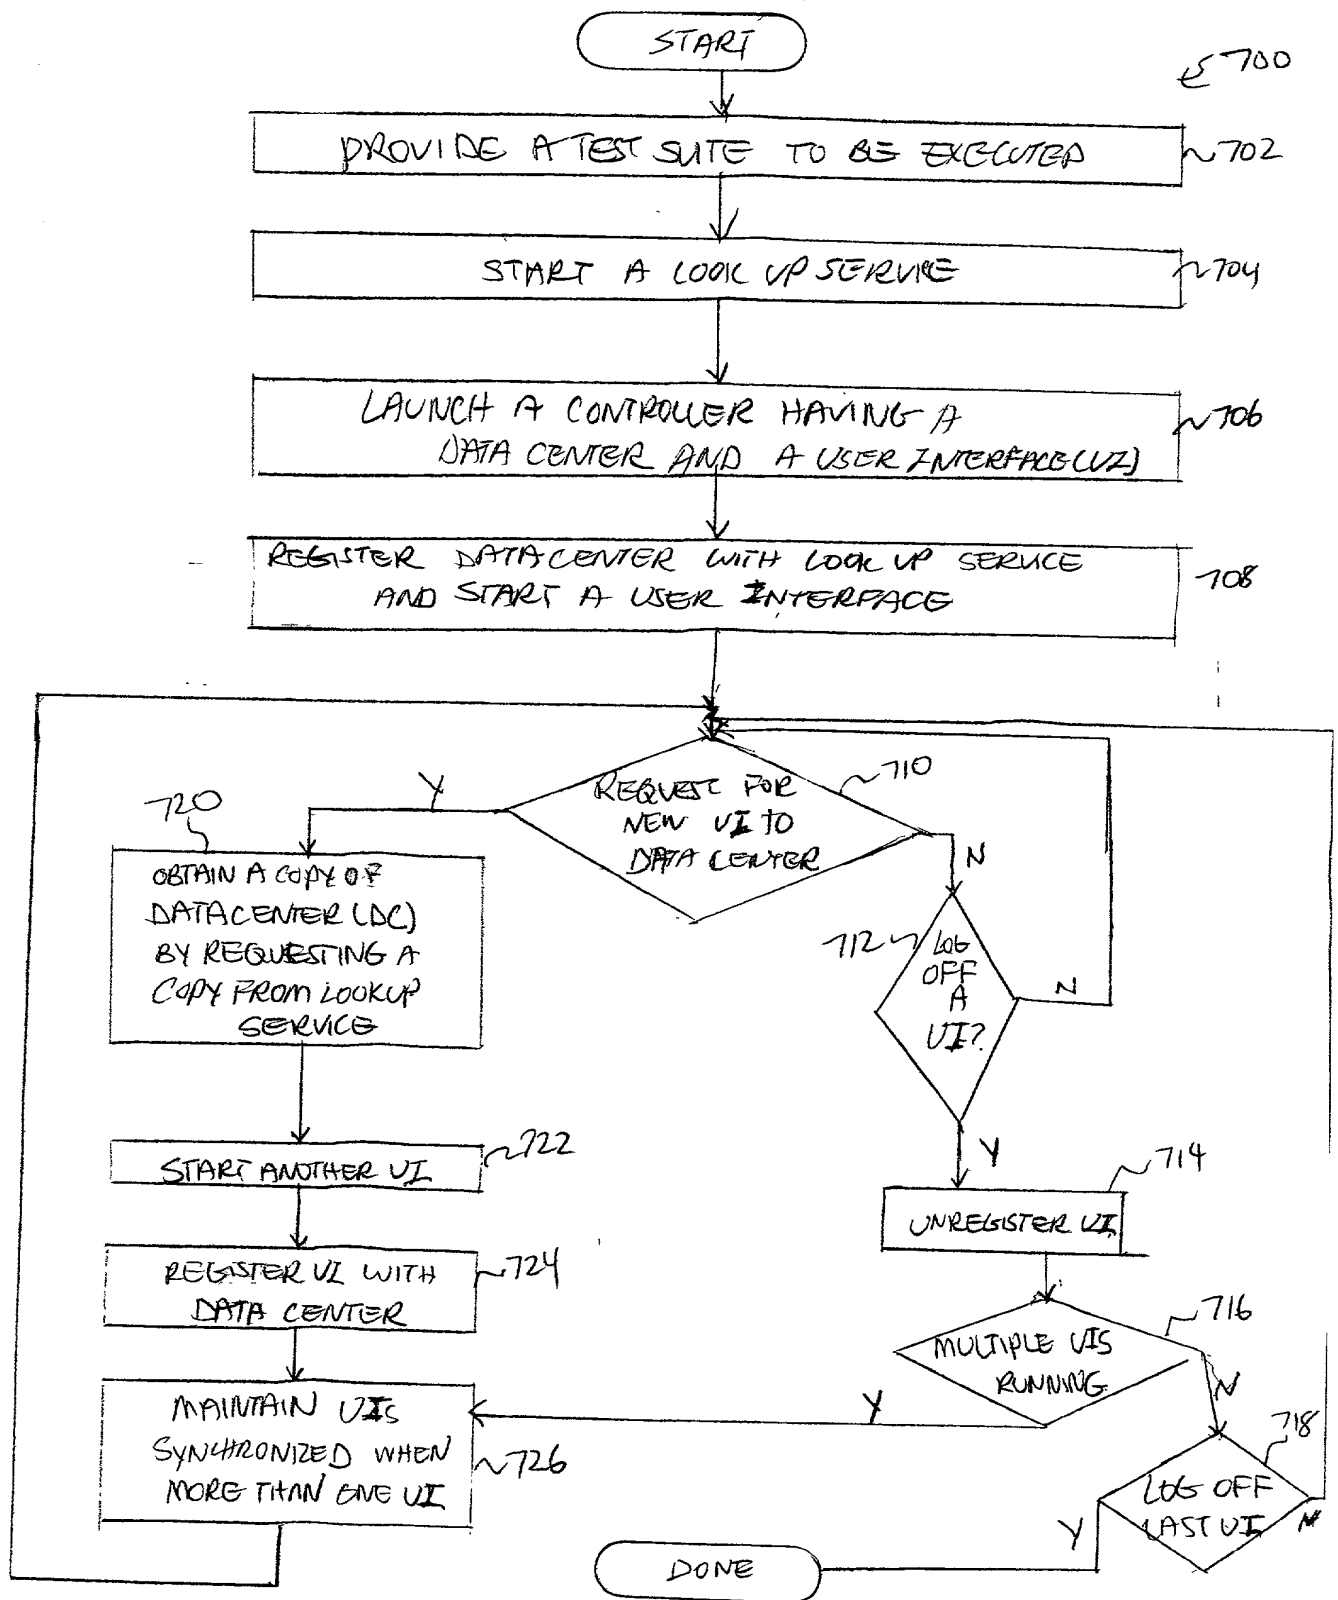 START
700
PROVIDE A TEST SUITE TO BE EXECUTED
702
START A LOOK UP SERVICE
704
LAUNCH A CONTROLLER HAVING A
DATA CENTER AND A USER INTERFACE (UI)
706
REGISTER DATACENTER WITH LOOK UP SERVICE
AND START A USER INTERFACE
708
REQUEST FOR
NEW UI TO
DATA CENTER
710
Y
N
720
OBTAIN A COPY OF
DATACENTER (DC)
BY REQUESTING A
COPY FROM LOOKUP
SERVICE
712
LOG
OFF
A
UI?
N
Y
START ANOTHER UI
722
714
UNREGISTER UI
REGISTER UI WITH
DATA CENTER
724
716
MULTIPLE UIS
RUNNING
Y
N
MAINTAIN UIS
SYNCHRONIZED WHEN
MORE THAN ONE UI
726
718
LOG OFF
LAST UI
N
Y
DONE